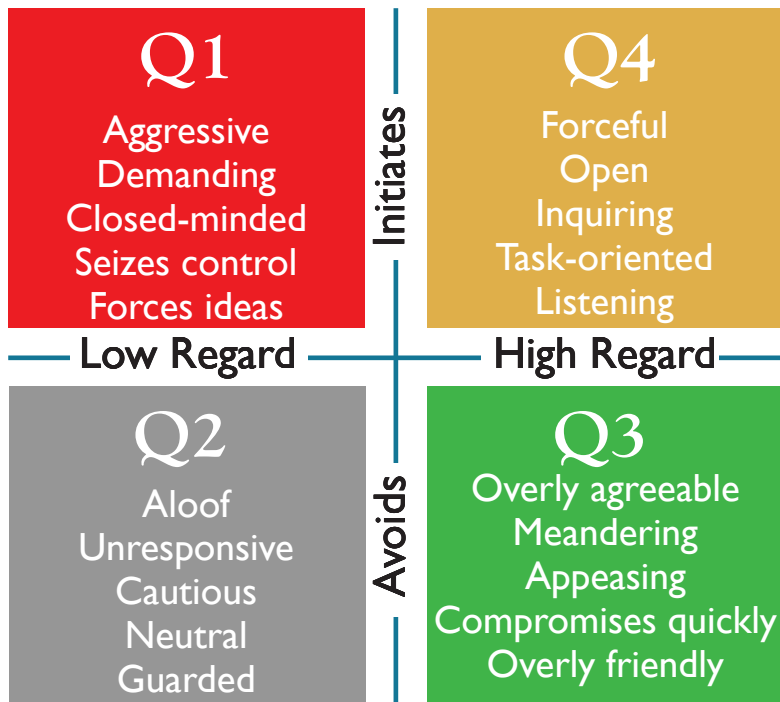 Q1
Aggressive
Demanding
Closed-minded
Seizes control
Forces ideas
Initiates
Q4
Forceful
Open
Inquiring
Task-oriented
Listening
Low Regard
High Regard
Q2
Aloof
Unresponsive
Cautious
Neutral
Guarded
Avoids
Q3
Overly agreeable
Meandering
Appeasing
Compromises quickly
Overly friendly